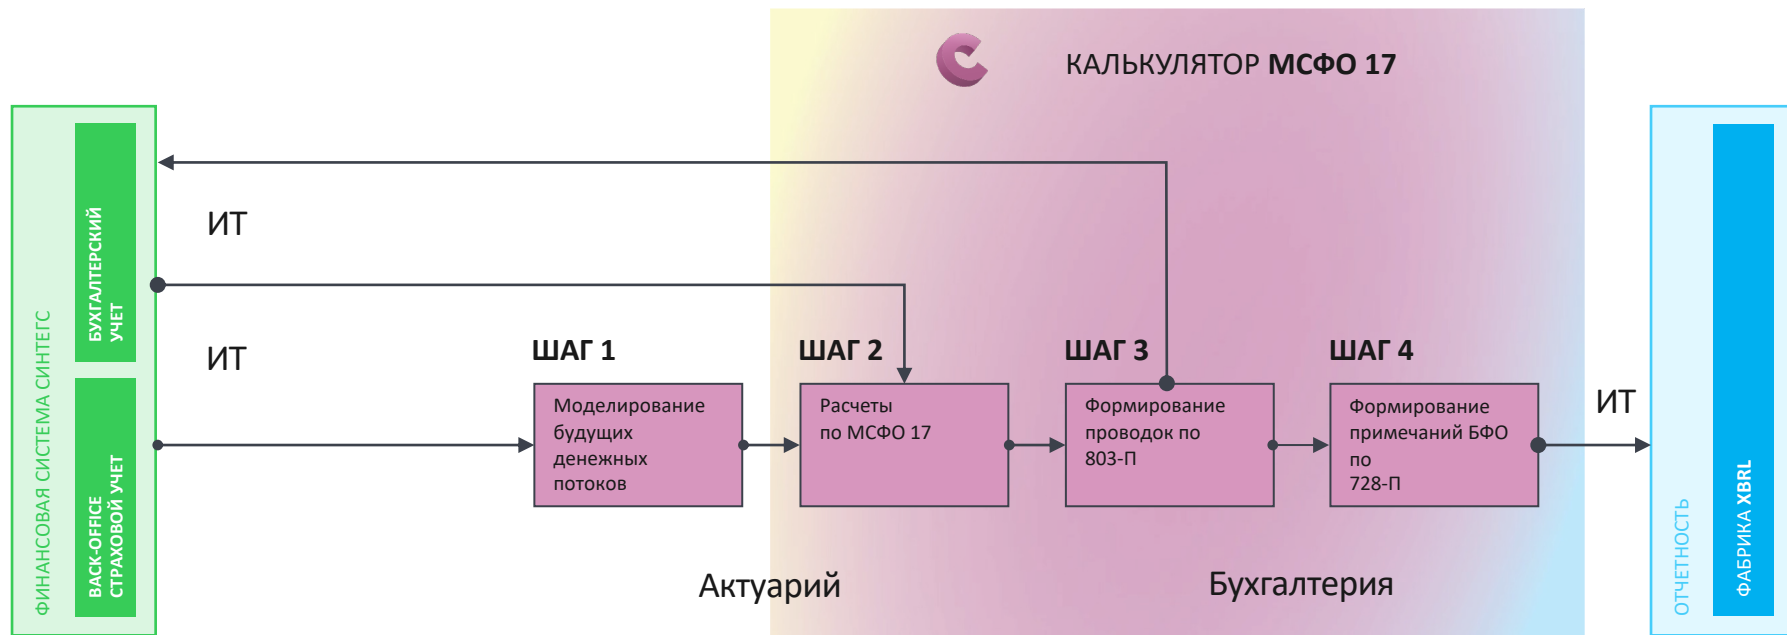 КАЛЬКУЛЯТОР МСФО 17
ФИНАНСОВАЯ СИСТЕМА СИНТЕГС
БУХГАЛТЕРСКИЙ
УЧЕТ
BACK-OFFICE
СТРАХОВОЙ УЧЕТ
ИТ
ИТ
ШАГ 1
Моделирование
будущих
денежных
потоков
ШАГ 2
Расчеты
по МСФО 17
ШАГ 3
Формирование
проводок по
803-П
ШАГ 4
Формирование
примечаний БФО
по
728-П
ИТ
Актуарий
Бухгалтерия
ОТЧЕТНОСТЬ
ФАБРИКА XBRL